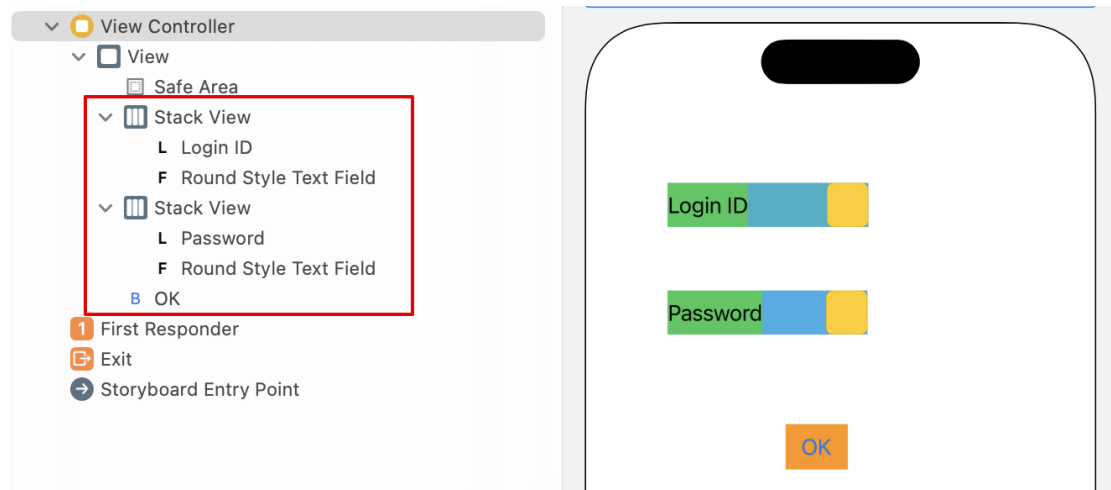 View Controller
View
Safe Area
Stack View
L Login ID
F Round Style Text Field
Stack View
L Password
F Round Style Text Field
B OK
1 First Responder
Exit
Storyboard Entry Point
Login ID
Password
OK